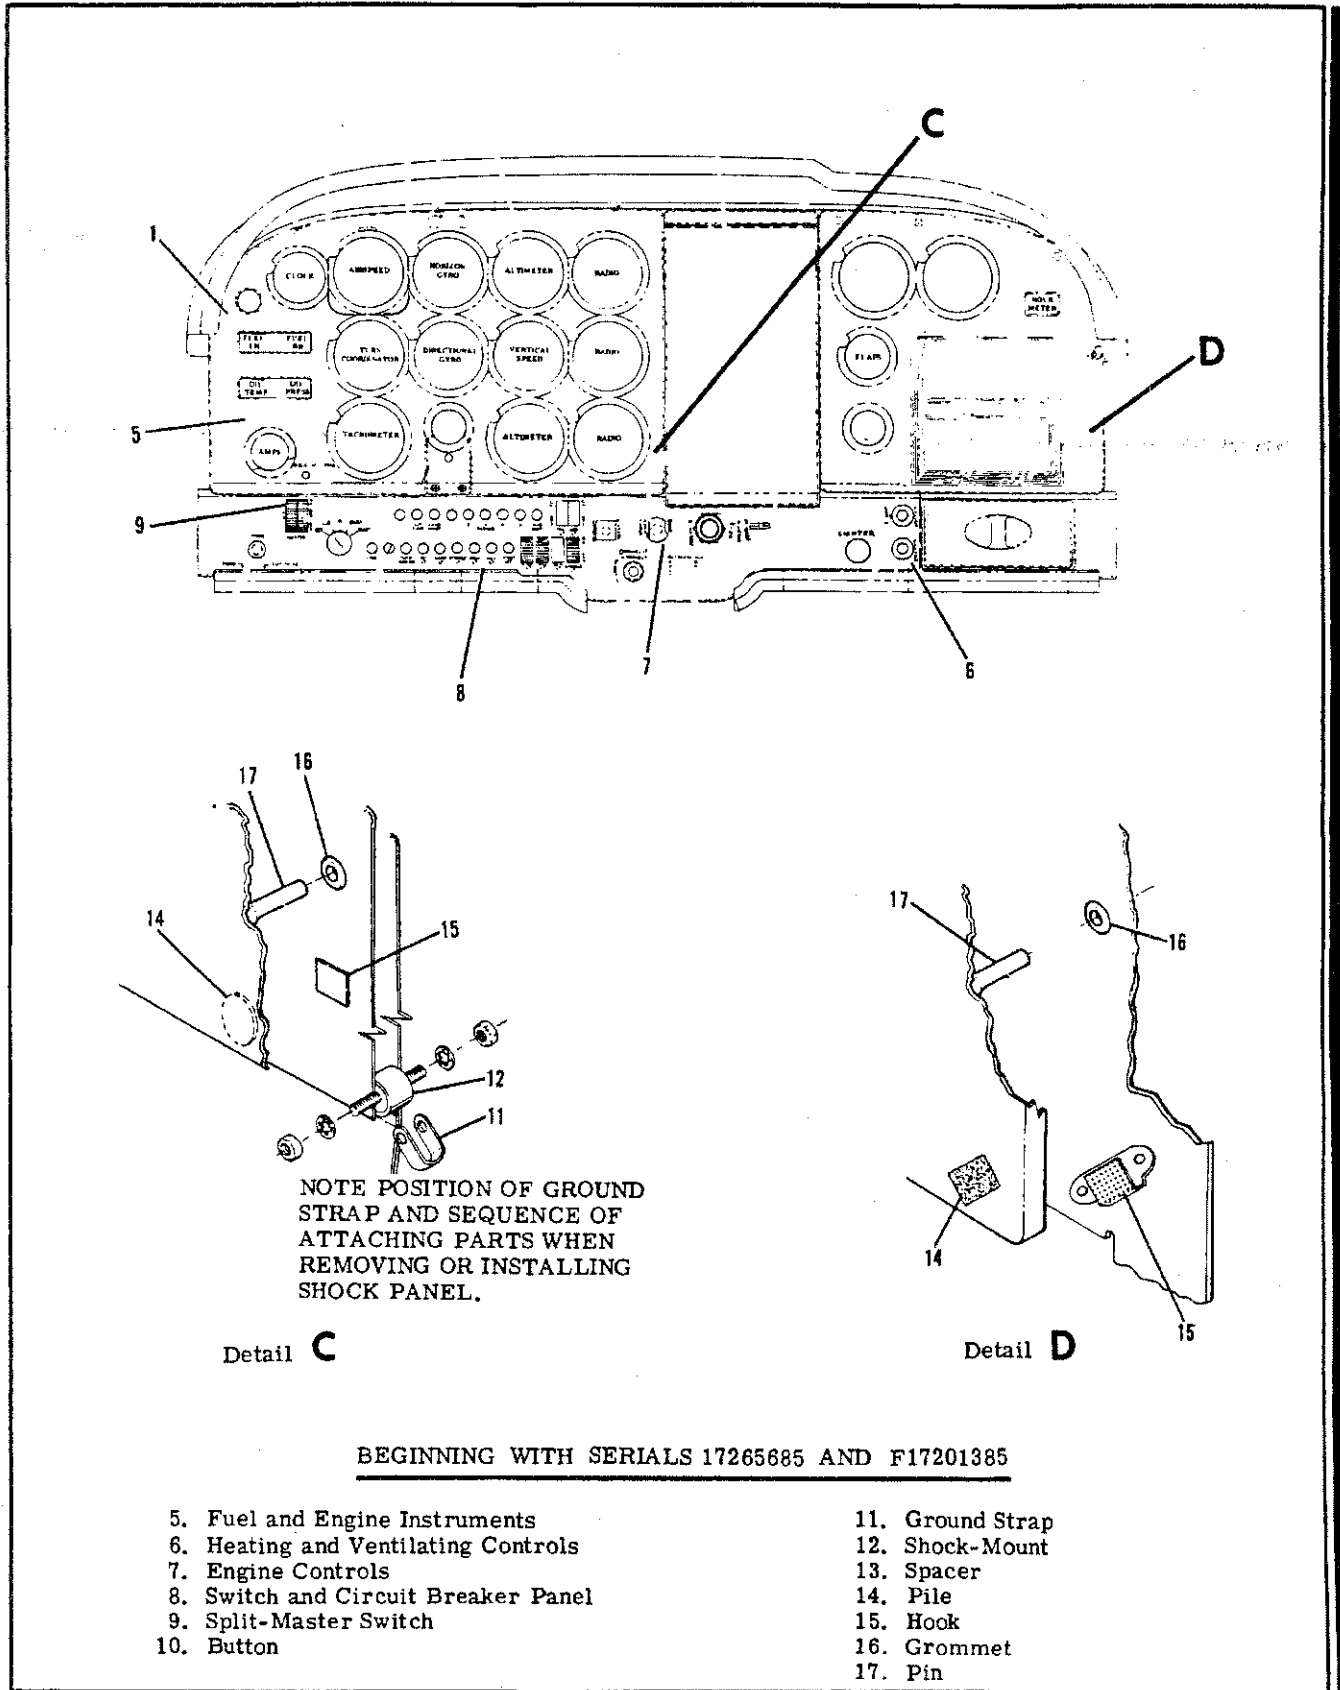 C
1
CLOCK
AIRSPEED
HORIZON GYRO
ALTIMETER
RADIO
HOUR METER
FUEL FUEL
TURN COORDINATOR
DIRECTIONAL GYRO
VERTICAL SPEED
RADIO
FLAPS
D
OIL TEMP
OIL PRESS
5
AMPS
TACHOMETER
ALTIMETER
RADIO
9
LIGHTER
8
7
6
17
16
14
15
12
11
NOTE POSITION OF GROUND
STRAP AND SEQUENCE OF
ATTACHING PARTS WHEN
REMOVING OR INSTALLING
SHOCK PANEL.
Detail C
17
16
14
15
Detail D
BEGINNING WITH SERIALS 17265685 AND F17201385
5. Fuel and Engine Instruments
6. Heating and Ventilating Controls
7. Engine Controls
8. Switch and Circuit Breaker Panel
9. Split-Master Switch
10. Button
11. Ground Strap
12. Shock-Mount
13. Spacer
14. Pile
15. Hook
16. Grommet
17. Pin